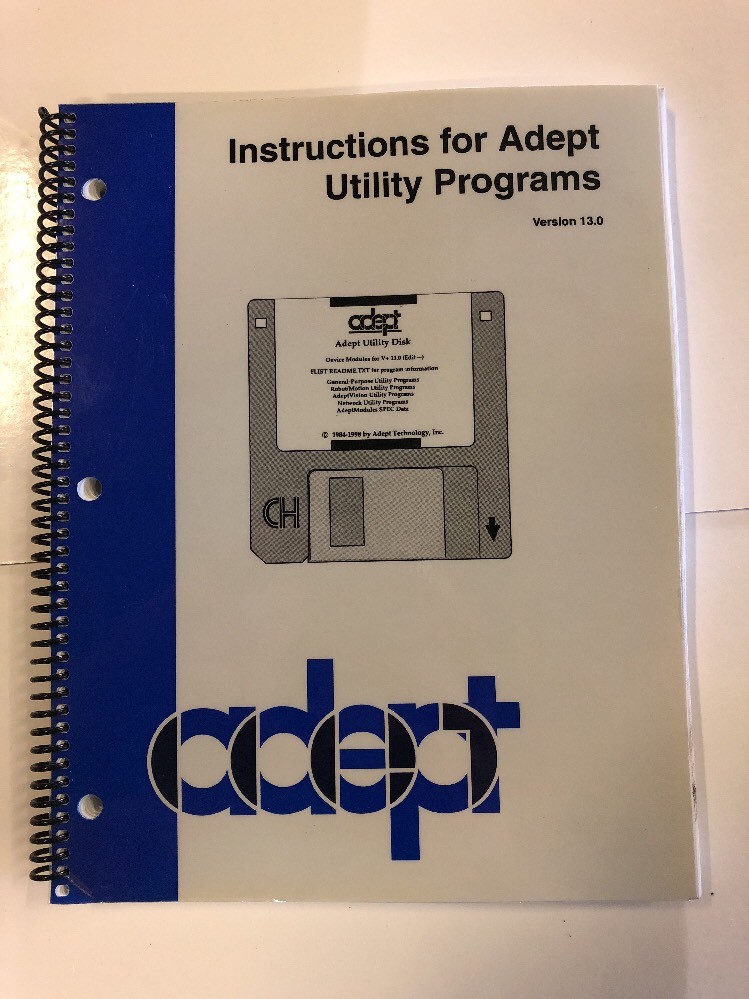 Instructions for Adept
Utility Programs
Version 13.0
adept
Adept Utility Disk
Device Modules for V+ 13.0 (Edit --)
FLIST README.TXT for program information
General-Purpose Utility Programs
Robot/Motion Utility Programs
AdeptVision Utility Programs
Network Utility Programs
AdeptModules SPEC Data
© 1984-1998 by Adept Technology, Inc.
CH
adept